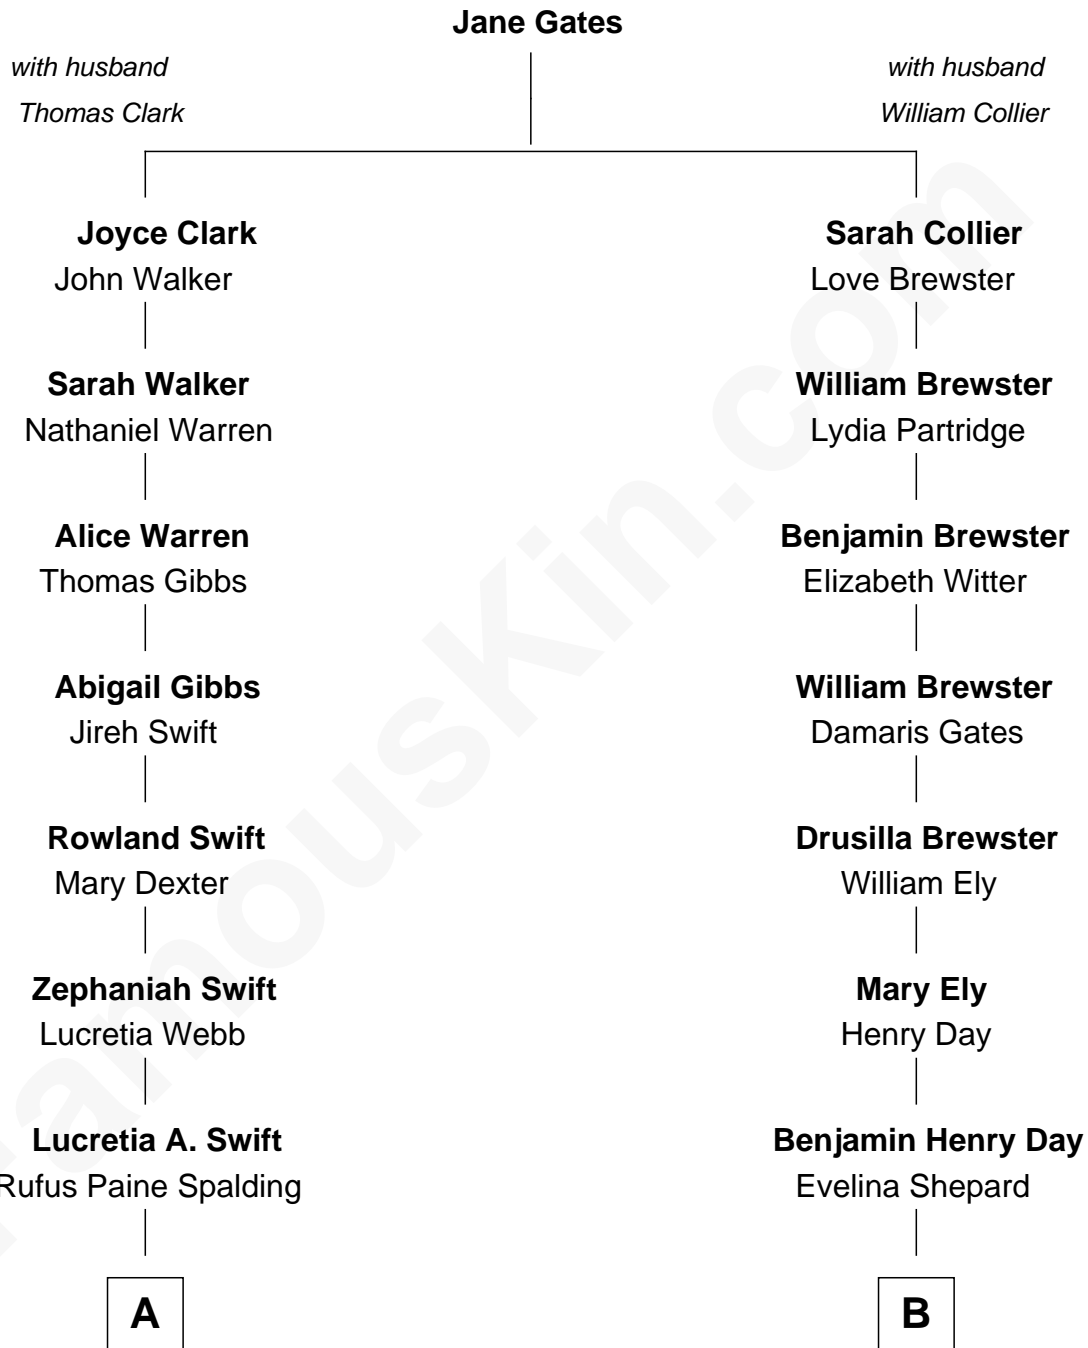 Jane Gates
with husband
Thomas Clark
with husband
William Collier
Joyce Clark
John Walker
Sarah Walker
Nathaniel Warren
Alice Warren
Thomas Gibbs
Abigail Gibbs
Jireh Swift
Rowland Swift
Mary Dexter
Zephaniah Swift
Lucretia Webb
Lucretia A. Swift
Rufus Paine Spalding
A
Sarah Collier
Love Brewster
William Brewster
Lydia Partridge
Benjamin Brewster
Elizabeth Witter
William Brewster
Damaris Gates
Drusilla Brewster
William Ely
Mary Ely
Henry Day
Benjamin Henry Day
Evelina Shepard
B
FamousKin.com